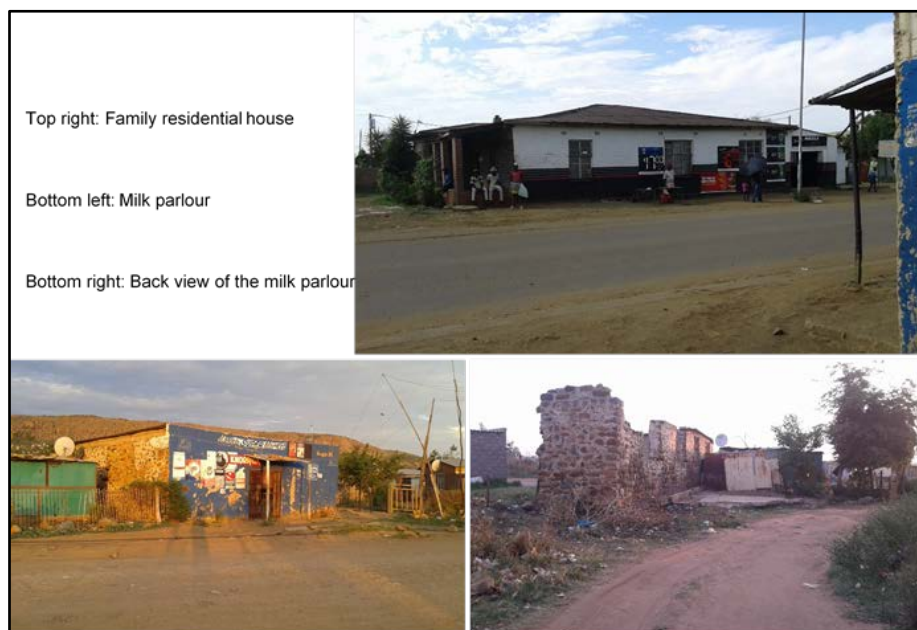 Top right: Family residential house
Bottom left: Milk parlour
Bottom right: Back view of the milk parlour